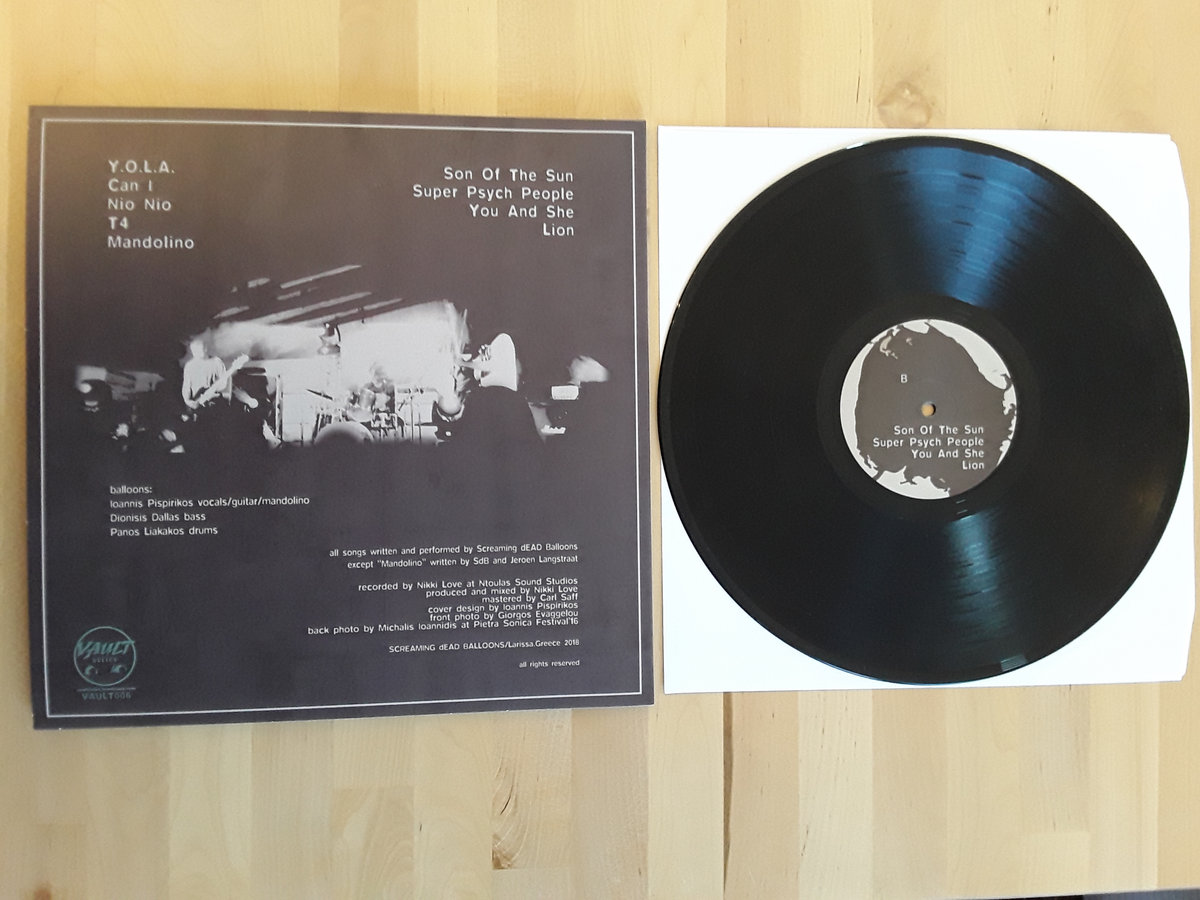 Y.O.L.A.
Can I
Nio Nio
T4
Mandolino
Son Of The Sun
Super Psych People
You And She
Lion
balloons:
Ioannis Pispirikos vocals/guitar/mandolino
Dionisis Dallas bass
Panos Liakakos drums
all songs written and performed by Screaming dEAD Balloons
except "Mandolino" written by SdB and Jeroen Langstraat
recorded by Nikki Love at Ntoulas Sound Studios
produced and mixed by Nikki Love
mastered by Carl Saff
cover design by Ioannis Pispirikos
front photo by Giorgos Evaggelou
back photo by Michalis Ioannidis at Pietra Sonica Festival'16
SCREAMING dEAD BALLOONS/Larissa.Greece 2018
all rights reserved
VAULT
RELICS
VAULT006
B
Son Of The Sun
Super Psych People
You And She
Lion